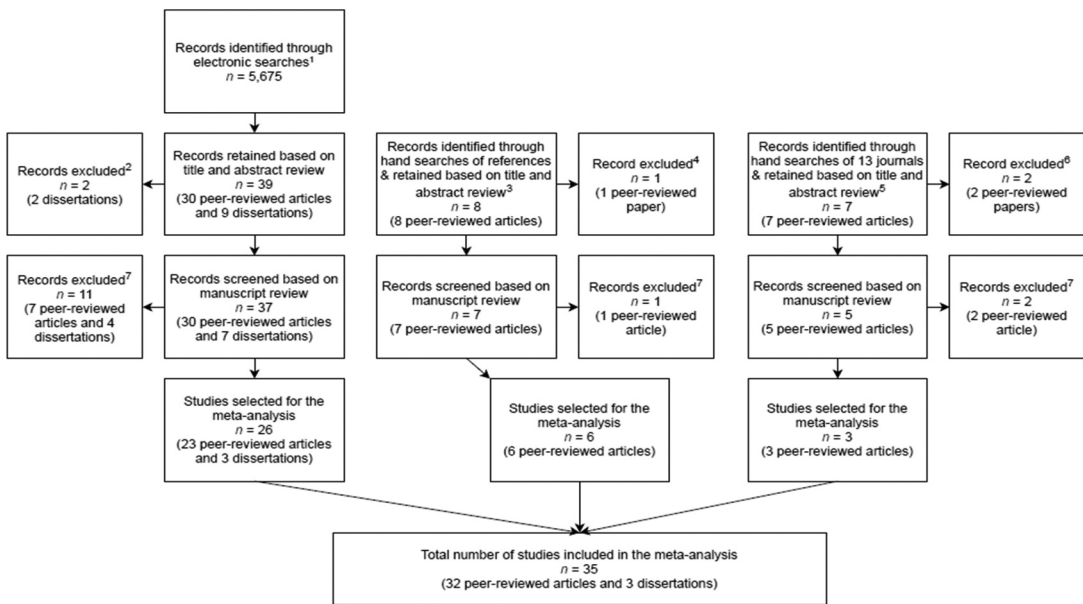 Records identified through
electronic searches¹
n = 5,675
Records excluded²
n = 2
(2 dissertations)
Records retained based on
title and abstract review
n = 39
(30 peer-reviewed articles
and 9 dissertations)
Records identified through
hand searches of references
& retained based on title and
abstract review³
n = 8
(8 peer-reviewed articles)
Record excluded⁴
n = 1
(1 peer-reviewed
paper)
Records identified through
hand searches of 13 journals
& retained based on title and
abstract review⁵
n = 7
(7 peer-reviewed articles)
Record excluded⁶
n = 2
(2 peer-reviewed
papers)
Records excluded⁷
n = 11
(7 peer-reviewed
articles and 4
dissertations)
Records screened based on
manuscript review
n = 37
(30 peer-reviewed articles
and 7 dissertations)
Records screened based on
manuscript review
n = 7
(7 peer-reviewed articles)
Records excluded⁷
n = 1
(1 peer-reviewed
article)
Records screened based on
manuscript review
n = 5
(5 peer-reviewed articles)
Records excluded⁷
n = 2
(2 peer-reviewed
article)
Studies selected for the
meta-analysis
n = 26
(23 peer-reviewed articles
and 3 dissertations)
Studies selected for the
meta-analysis
n = 6
(6 peer-reviewed articles)
Studies selected for the
meta-analysis
n = 3
(3 peer-reviewed articles)
Total number of studies included in the meta-analysis
n = 35
(32 peer-reviewed articles and 3 dissertations)